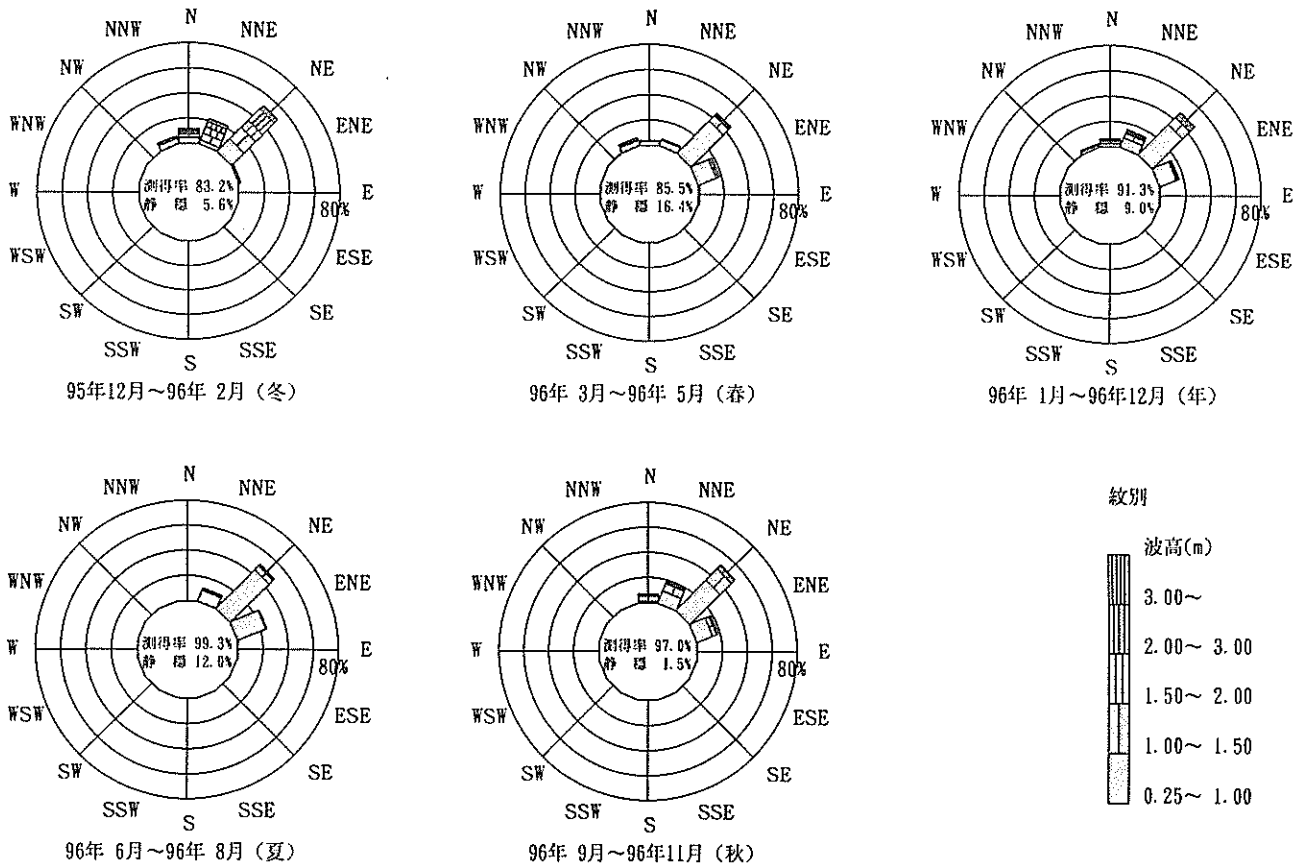 N
NNW NNE
NW NE
WNW ENE
W E
80%
WSW ESE
SW SE
SSW SSE
S
測得率 83.2%
静 穏 5.6%
95年12月～96年 2月 (冬)
N
NNW NNE
NW NE
WNW ENE
W E
80%
WSW ESE
SW SE
SSW SSE
S
測得率 85.5%
静 穏 16.4%
96年 3月～96年 5月 (春)
N
NNW NNE
NW NE
WNW ENE
W E
80%
WSW ESE
SW SE
SSW SSE
S
測得率 91.3%
静 穏 9.0%
96年 1月～96年12月 (年)
N
NNW NNE
NW NE
WNW ENE
W E
80%
WSW ESE
SW SE
SSW SSE
S
測得率 99.3%
静 穏 12.0%
96年 6月～96年 8月 (夏)
N
NNW NNE
NW NE
WNW ENE
W E
80%
WSW ESE
SW SE
SSW SSE
S
測得率 97.0%
静 穏 1.5%
96年 9月～96年11月 (秋)
紋別
波高(m)
3.00～
2.00～ 3.00
1.50～ 2.00
1.00～ 1.50
0.25～ 1.00